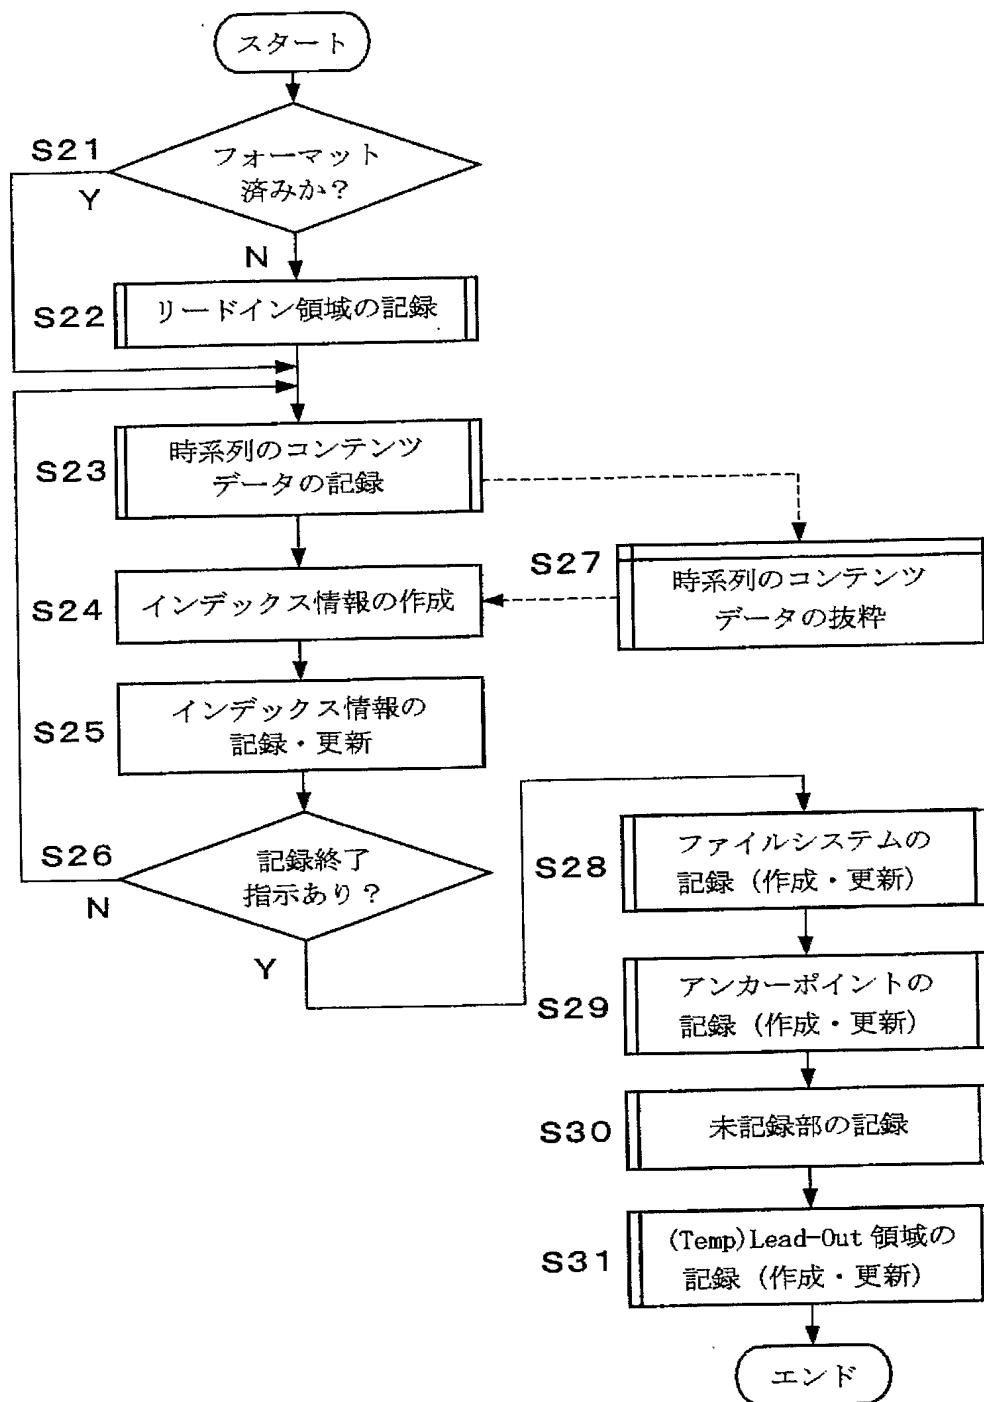 スタート
S21
フォーマット
済みか?
Y
N
S22
リードイン領域の記録
S23
時系列のコンテンツ
データの記録
S27
時系列のコンテンツ
データの抜粋
S24
インデックス情報の作成
S25
インデックス情報の
記録・更新
S26
記録終了
指示あり?
N
Y
S28
ファイルシステムの
記録(作成・更新)
S29
アンカーポイントの
記録(作成・更新)
S30
未記録部の記録
S31
(Temp)Lead-Out 領域の
記録(作成・更新)
エンド